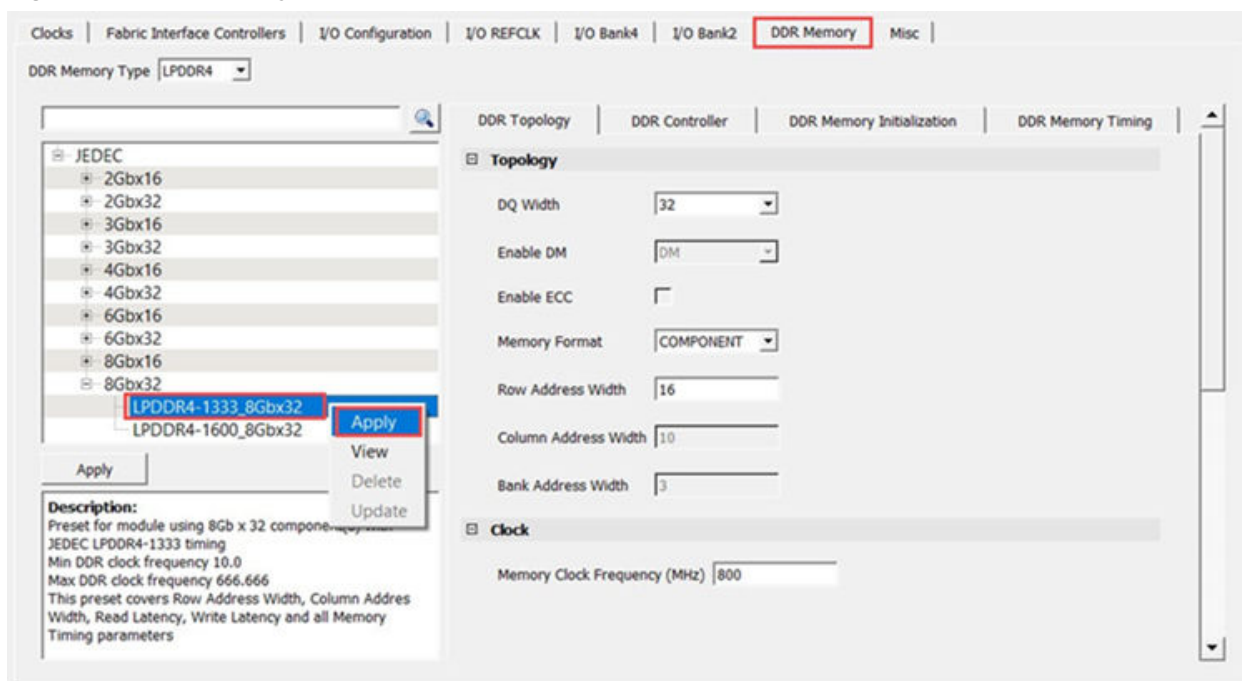 Clocks Fabric Interface Controllers I/O Configuration I/O REFCLK I/O Bank4 I/O Bank2 DDR Memory Misc
DDR Memory Type LPDDR4
DDR Topology DDR Controller DDR Memory Initialization DDR Memory Timing
JEDEC
2Gbx16
2Gbx32
3Gbx16
3Gbx32
4Gbx16
4Gbx32
6Gbx16
6Gbx32
8Gbx16
8Gbx32
LPDDR4-1333_8Gbx32
LPDDR4-1600_8Gbx32
Apply
View
Delete
Update
Apply
Description:
Preset for module using 8Gb x 32
JEDEC LPDDR4-1333 timing
Min DDR clock frequency 10.0
Max DDR clock frequency 666.666
This preset covers Row Address Width, Column Addres
Width, Read Latency, Write Latency and all Memory
Timing parameters
Topology
DQ Width 32
Enable DM DM
Enable ECC
Memory Format COMPONENT
Row Address Width 16
Column Address Width 10
Bank Address Width 3
Clock
Memory Clock Frequency (MHz) 800